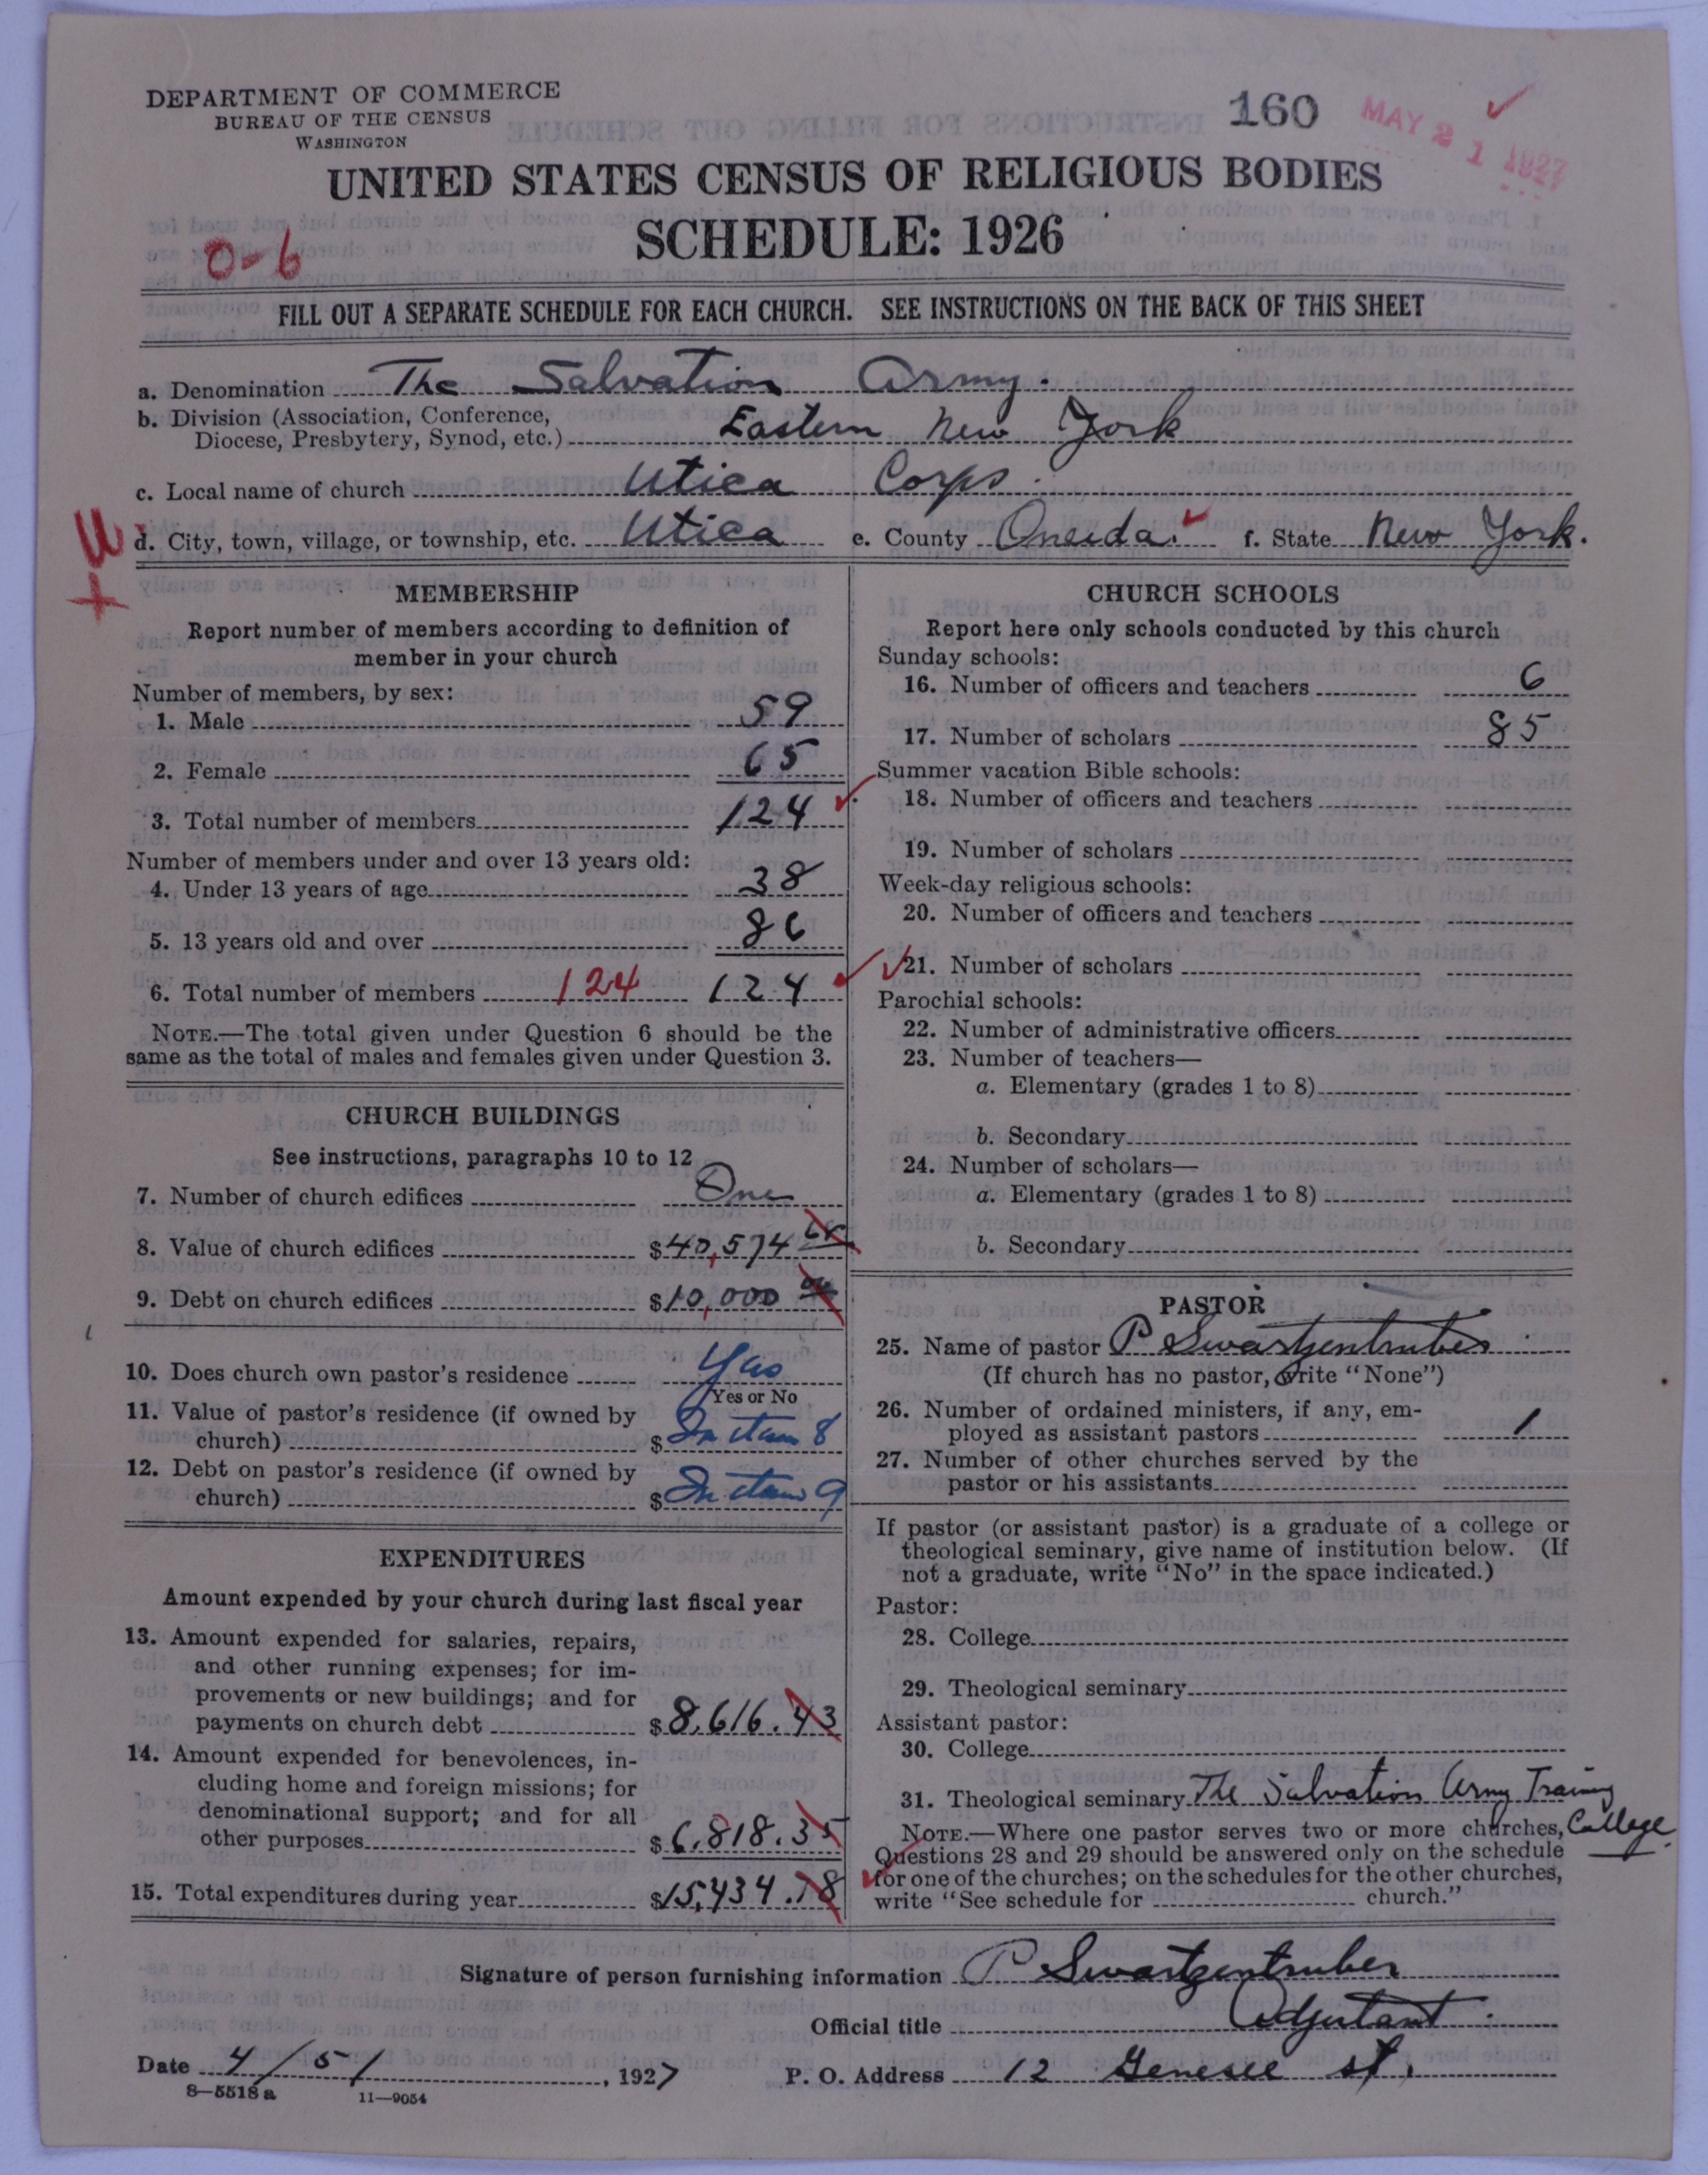 DEPARTMENT OF COMMERCE
BUREAU OF THE CENSUS
WASHINGTON
160
MAY 21 1927
UNITED STATES CENSUS OF RELIGIOUS BODIES
SCHEDULE: 1926
0-6
FILL OUT A SEPARATE SCHEDULE FOR EACH CHURCH. SEE INSTRUCTIONS ON THE BACK OF THIS SHEET
a. Denomination The Salvation Army.
b. Division (Association, Conference,
Diocese, Presbytery, Synod, etc.) Eastern New York
c. Local name of church Utica Corps.
d. City, town, village, or township, etc. Utica e. County Oneida. f. State New York.
MEMBERSHIP
Report number of members according to definition of
member in your church
Number of members, by sex:
1. Male 59
2. Female 65
3. Total number of members 124
Number of members under and over 13 years old:
4. Under 13 years of age 38
5. 13 years old and over 86
6. Total number of members 124 124
NOTE.—The total given under Question 6 should be the
same as the total of males and females given under Question 3.
CHURCH BUILDINGS
See instructions, paragraphs 10 to 12
7. Number of church edifices One
8. Value of church edifices $40,574
9. Debt on church edifices $10,000
10. Does church own pastor's residence Yes
Yes or No
11. Value of pastor's residence (if owned by
church) $ In item 8
12. Debt on pastor's residence (if owned by
church) $ In item 9
EXPENDITURES
Amount expended by your church during last fiscal year
13. Amount expended for salaries, repairs,
and other running expenses; for im-
provements or new buildings; and for
payments on church debt $8,616.43
14. Amount expended for benevolences, in-
cluding home and foreign missions; for
denominational support; and for all
other purposes $6,818.35
15. Total expenditures during year $15,434.78
CHURCH SCHOOLS
Report here only schools conducted by this church
Sunday schools:
16. Number of officers and teachers 6
17. Number of scholars 85
Summer vacation Bible schools:
18. Number of officers and teachers
19. Number of scholars
Week-day religious schools:
20. Number of officers and teachers
21. Number of scholars
Parochial schools:
22. Number of administrative officers
23. Number of teachers—
a. Elementary (grades 1 to 8)
b. Secondary
24. Number of scholars—
a. Elementary (grades 1 to 8)
b. Secondary
PASTOR
25. Name of pastor P Swartzentruber
(If church has no pastor, write "None")
26. Number of ordained ministers, if any, em-
ployed as assistant pastors 1
27. Number of other churches served by the
pastor or his assistants
If pastor (or assistant pastor) is a graduate of a college or
theological seminary, give name of institution below. (If
not a graduate, write "No" in the space indicated.)
Pastor:
28. College
29. Theological seminary
Assistant pastor:
30. College
31. Theological seminary The Salvation Army Training
College
NOTE.—Where one pastor serves two or more churches,
Questions 28 and 29 should be answered only on the schedule
for one of the churches; on the schedules for the other churches,
write "See schedule for church."
Signature of person furnishing information P Swartzentruber
Official title Adjutant.
Date 4/5/, 1927 P. O. Address 12 Genesee st.
8—5518a 11—9054